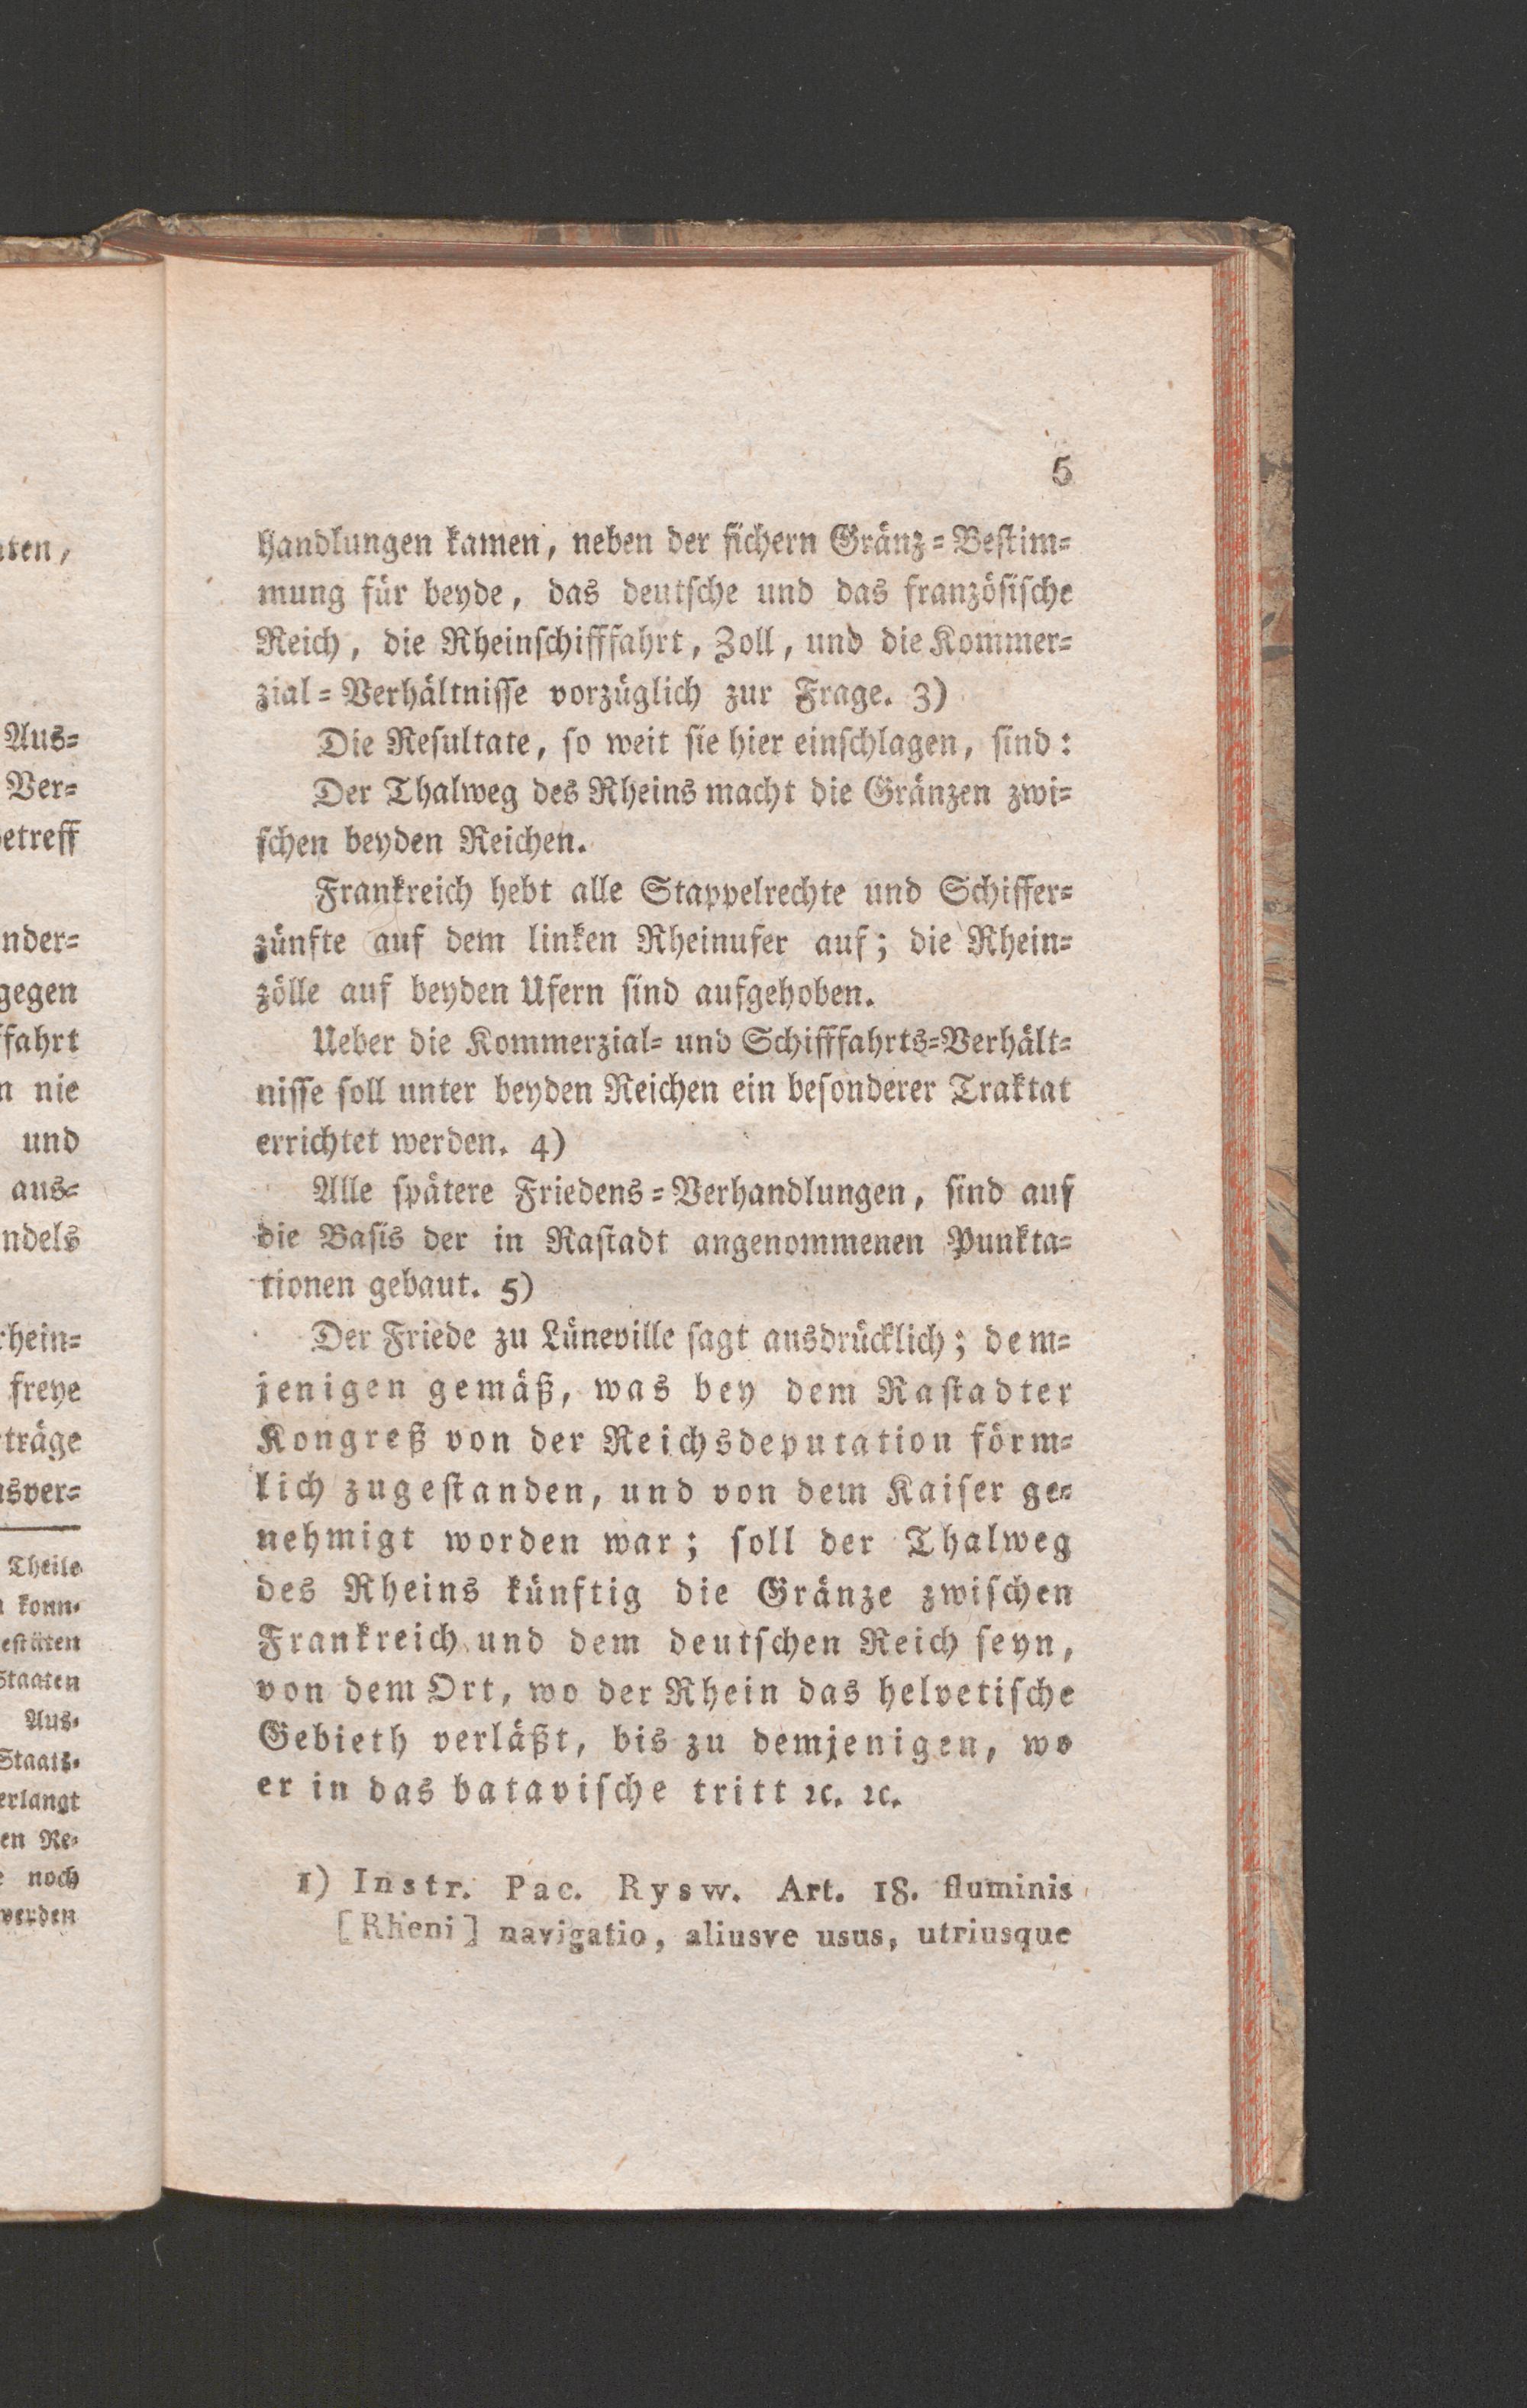 5
handlungen kamen, neben der sichern Gränz=Bestim=
mung für beyde, das deutsche und das französische
Reich, die Rheinschifffahrt, Zoll, und die Kommer=
zial=Verhältnisse vorzüglich zur Frage. 3)
Die Resultate, so weit sie hier einschlagen, sind:
Der Thalweg des Rheins macht die Gränzen zwi=
schen beyden Reichen.
Frankreich hebt alle Stappelrechte und Schiffer=
zünfte auf dem linken Rheinufer auf; die Rhein=
zölle auf beyden Ufern sind aufgehoben.
Ueber die Kommerzial= und Schifffahrts=Verhält=
nisse soll unter beyden Reichen ein besonderer Traktat
errichtet werden. 4)
Alle spätere Friedens=Verhandlungen, sind auf
die Basis der in Rastadt angenommenen Punkta=
tionen gebaut. 5)
Der Friede zu Lüneville sagt ausdrücklich; dem=
jenigen gemäß, was bey dem Rastadter
Kongreß von der Reichsdeputation förm=
lich zugestanden, und von dem Kaiser ge=
nehmigt worden war; soll der Thalweg
des Rheins künftig die Gränze zwischen
Frankreich und dem deutschen Reich seyn,
von dem Ort, wo der Rhein das helvetische
Gebieth verläßt, bis zu demjenigen, wo
er in das batavische tritt ꝛc. ꝛc.
1) Instr. Pac. Rysw. Art. 18. fluminis
[Rheni] navigatio, aliusve usus, utriusque